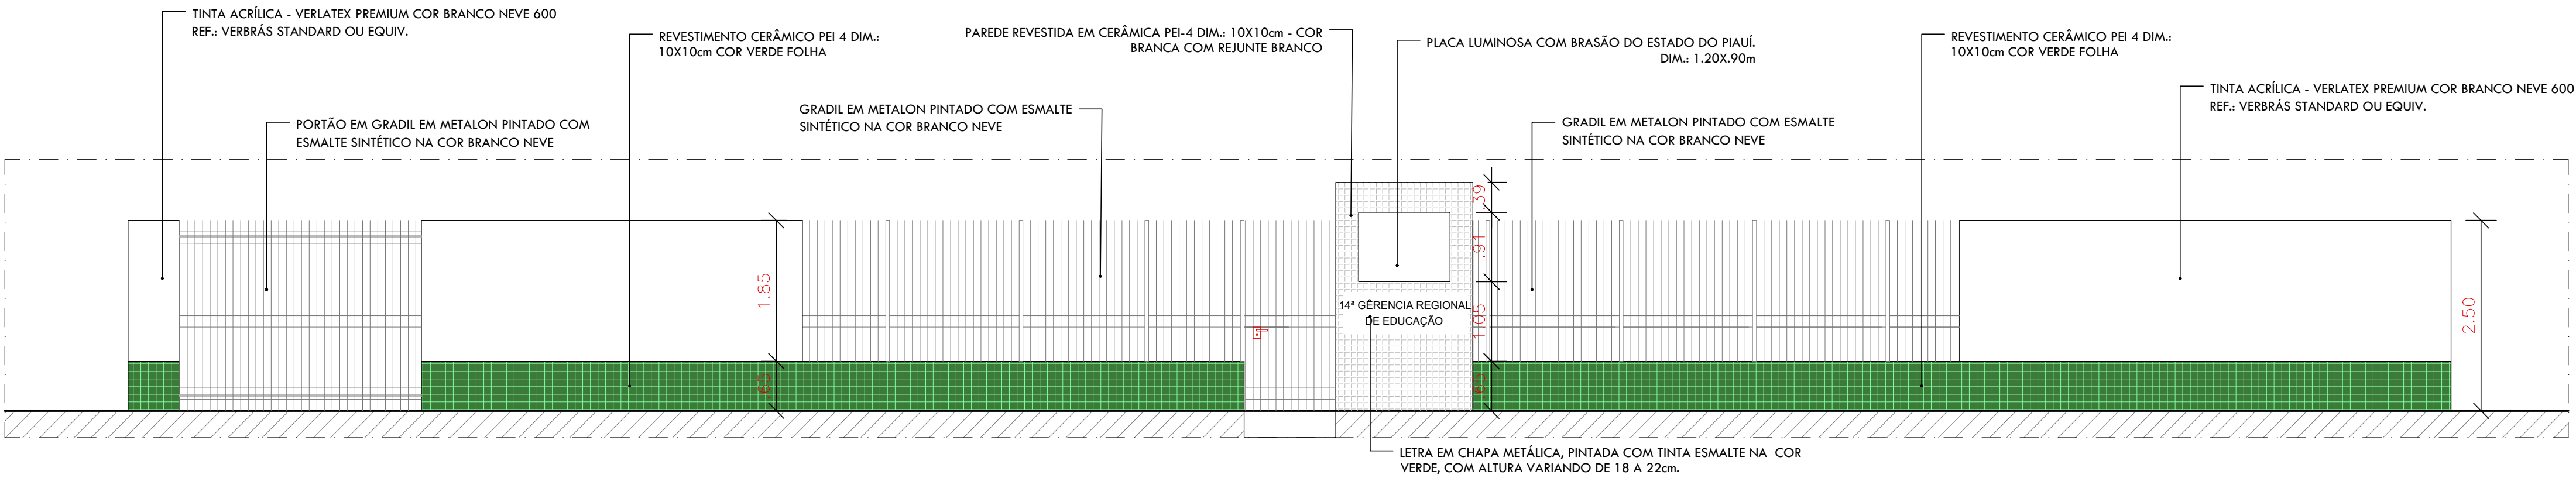 TINTA ACRÍLICA - VERLATEX PREMIUM COR BRANCO NEVE 600
REF.: VERBRÁS STANDARD OU EQUIV.
REVESTIMENTO CERÂMICO PEI 4 DIM.:
10X10cm COR VERDE FOLHA
PAREDE REVESTIDA EM CERÂMICA PEI-4 DIM.: 10X10cm - COR
BRANCA COM REJUNTE BRANCO
PLACA LUMINOSA COM BRASÃO DO ESTADO DO PIAUÍ.
DIM.: 1.20X.90m
REVESTIMENTO CERÂMICO PEI 4 DIM.:
10X10cm COR VERDE FOLHA
TINTA ACRÍLICA - VERLATEX PREMIUM COR BRANCO NEVE 600
REF.: VERBRÁS STANDARD OU EQUIV.
PORTÃO EM GRADIL EM METALON PINTADO COM
ESMALTE SINTÉTICO NA COR BRANCO NEVE
GRADIL EM METALON PINTADO COM ESMALTE
SINTÉTICO NA COR BRANCO NEVE
GRADIL EM METALON PINTADO COM ESMALTE
SINTÉTICO NA COR BRANCO NEVE
1.85
.65
.39
.91
1.05
.65
2.50
14ª GÊRENCIA REGIONAL
DE EDUCAÇÃO
LETRA EM CHAPA METÁLICA, PINTADA COM TINTA ESMALTE NA COR
VERDE, COM ALTURA VARIANDO DE 18 A 22cm.